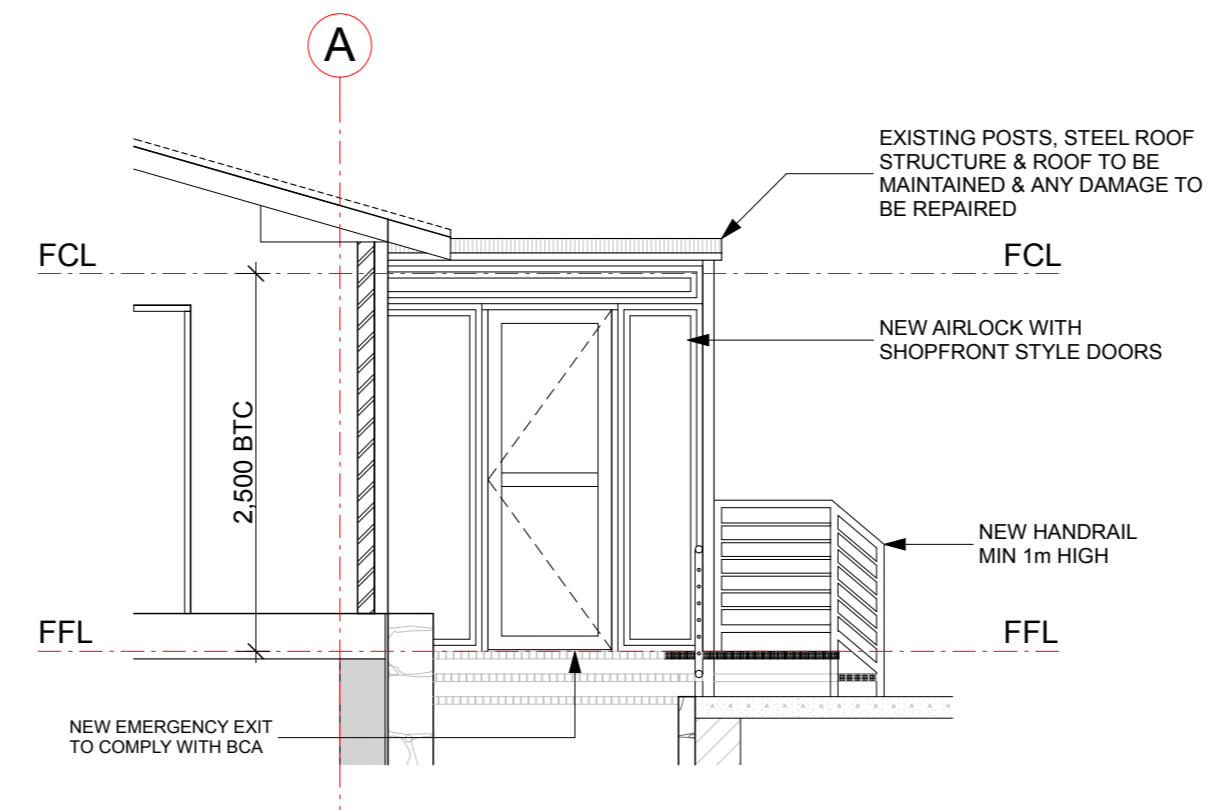 A
EXISTING POSTS, STEEL ROOF
STRUCTURE & ROOF TO BE
MAINTAINED & ANY DAMAGE TO
BE REPAIRED
FCL
FCL
NEW AIRLOCK WITH
SHOPFRONT STYLE DOORS
2,500 BTC
NEW HANDRAIL
MIN 1m HIGH
FFL
FFL
NEW EMERGENCY EXIT
TO COMPLY WITH BCA